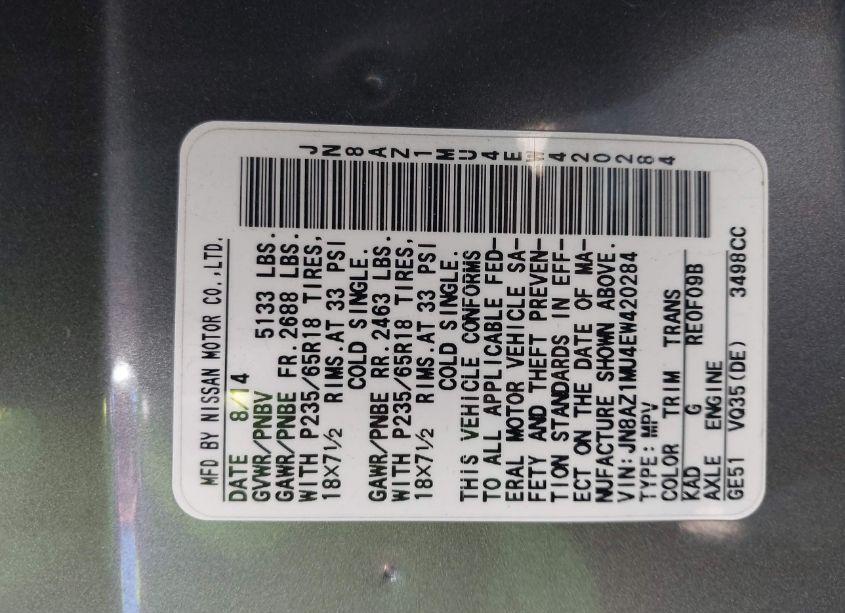 JN8AZ1MU4EW420284
MFD BY NISSAN MOTOR CO.,LTD.
DATE 8/14
GVWR/PNBV 5133 LBS.
GAWR/PNBE FR. 2688 LBS.
WITH P235/65R18 TIRES,
18X7½ RIMS.AT 33 PSI
COLD SINGLE.
GAWR/PNBE RR. 2463 LBS.
WITH P235/65R18 TIRES,
18X7½ RIMS.AT 33 PSI
COLD SINGLE.
THIS VEHICLE CONFORMS
TO ALL APPLICABLE FED-
ERAL MOTOR VEHICLE SA-
FETY AND THEFT PREVEN-
TION STANDARDS IN EFF-
ECT ON THE DATE OF MA-
NUFACTURE SHOWN ABOVE.
VIN:JN8AZ1MU4EW420284
TYPE:MPV
COLOR TRIM TRANS
KAD G RE0F09B
AXLE ENGINE
GE51 VQ35(DE) 3498CC